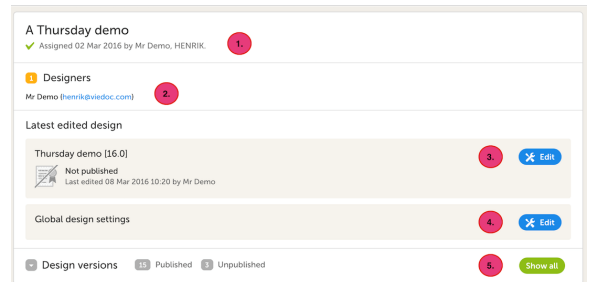 A Thursday demo
Assigned 02 Mar 2016 by Mr Demo, HENRIK.
1.
1 Designers
Mr Demo (henrik@viedoc.com)
2.
Latest edited design
Thursday demo [16.0]
3.
Edit
Not published
Last edited 08 Mar 2016 10:20 by Mr Demo
Global design settings
4.
Edit
Design versions 15 Published 3 Unpublished
5.
Show all